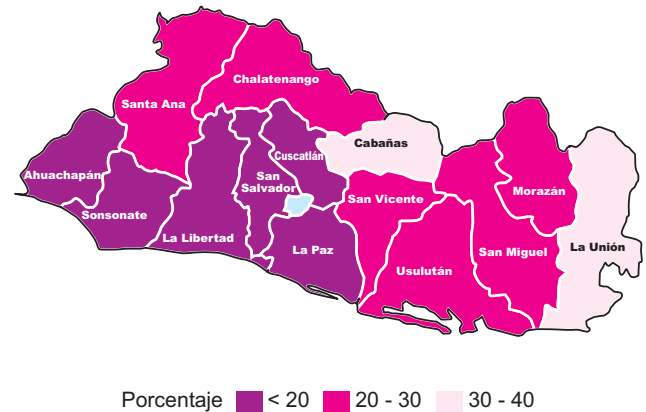 Chalatenango
Santa Ana
Cabañas
Cuscatlán
Ahuachapán
San
Salvador
Morazán
San Vicente
Sonsonate
La Libertad
La Paz
San Miguel
La Unión
Usulután
Porcentaje < 20 20 - 30 30 - 40